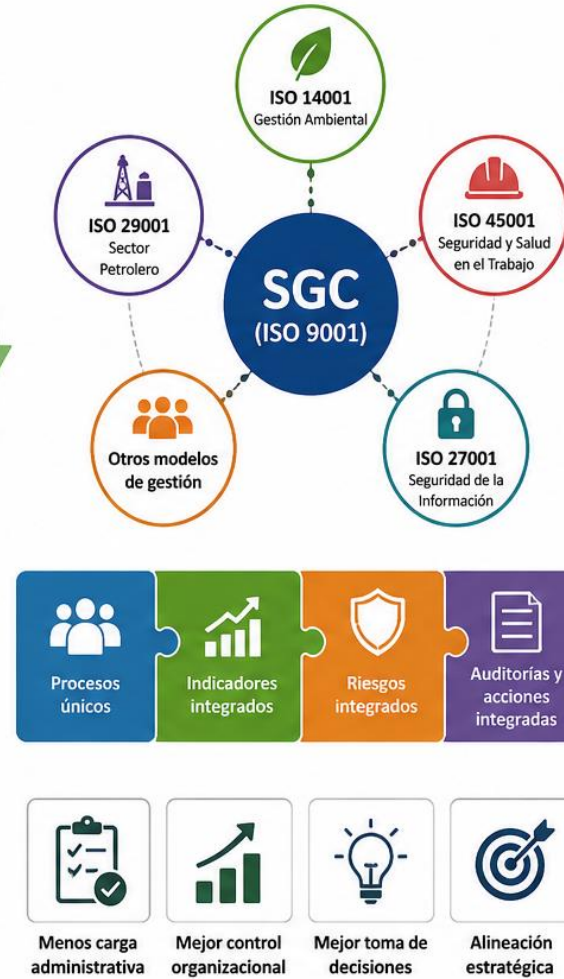 ISO 14001
Gestión Ambiental
ISO 29001
Sector
Petrolero
ISO 45001
Seguridad y Salud
en el Trabajo
SGC
(ISO 9001)
Otros modelos
de gestión
ISO 27001
Seguridad de la
Información
Procesos
únicos
Indicadores
integrados
Riesgos
integrados
Auditorías y
acciones
integradas
Menos carga
administrativa
Mejor control
organizacional
Mejor toma de
decisiones
Alineación
estratégica